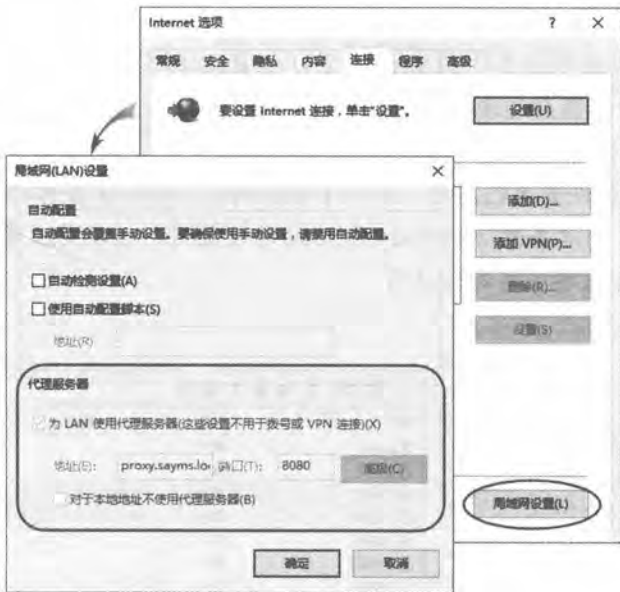 Internet 选项
常规 安全 隐私 内容 连接 程序 高级
要设置 Internet 连接，单击"设置"。
设置(U)
添加(D)...
添加 VPN(P)...
删除(R)...
设置(S)
局域网设置(L)
局域网(LAN)设置
自动配置
自动配置会覆盖手动设置。要确保使用手动设置，请禁用自动配置。
自动检测设置(A)
使用自动配置脚本(S)
地址(R)
代理服务器
为 LAN 使用代理服务器(这些设置不用于拨号或 VPN 连接)(X)
地址(E): proxy.sayms.loc 端口(T): 8080 高级(C)
对于本地地址不使用代理服务器(B)
确定 取消